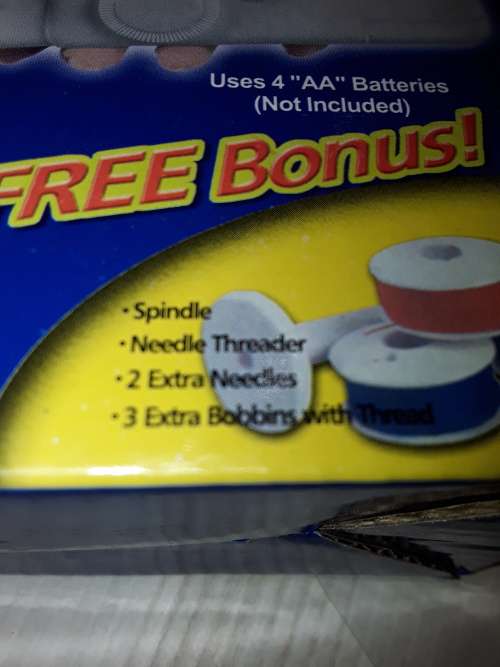 Uses 4 "AA" Batteries
(Not Included)
FREE Bonus!
• Spindle
• Needle Threader
• 2 Extra Needles
• 3 Extra Bobbins with Thread